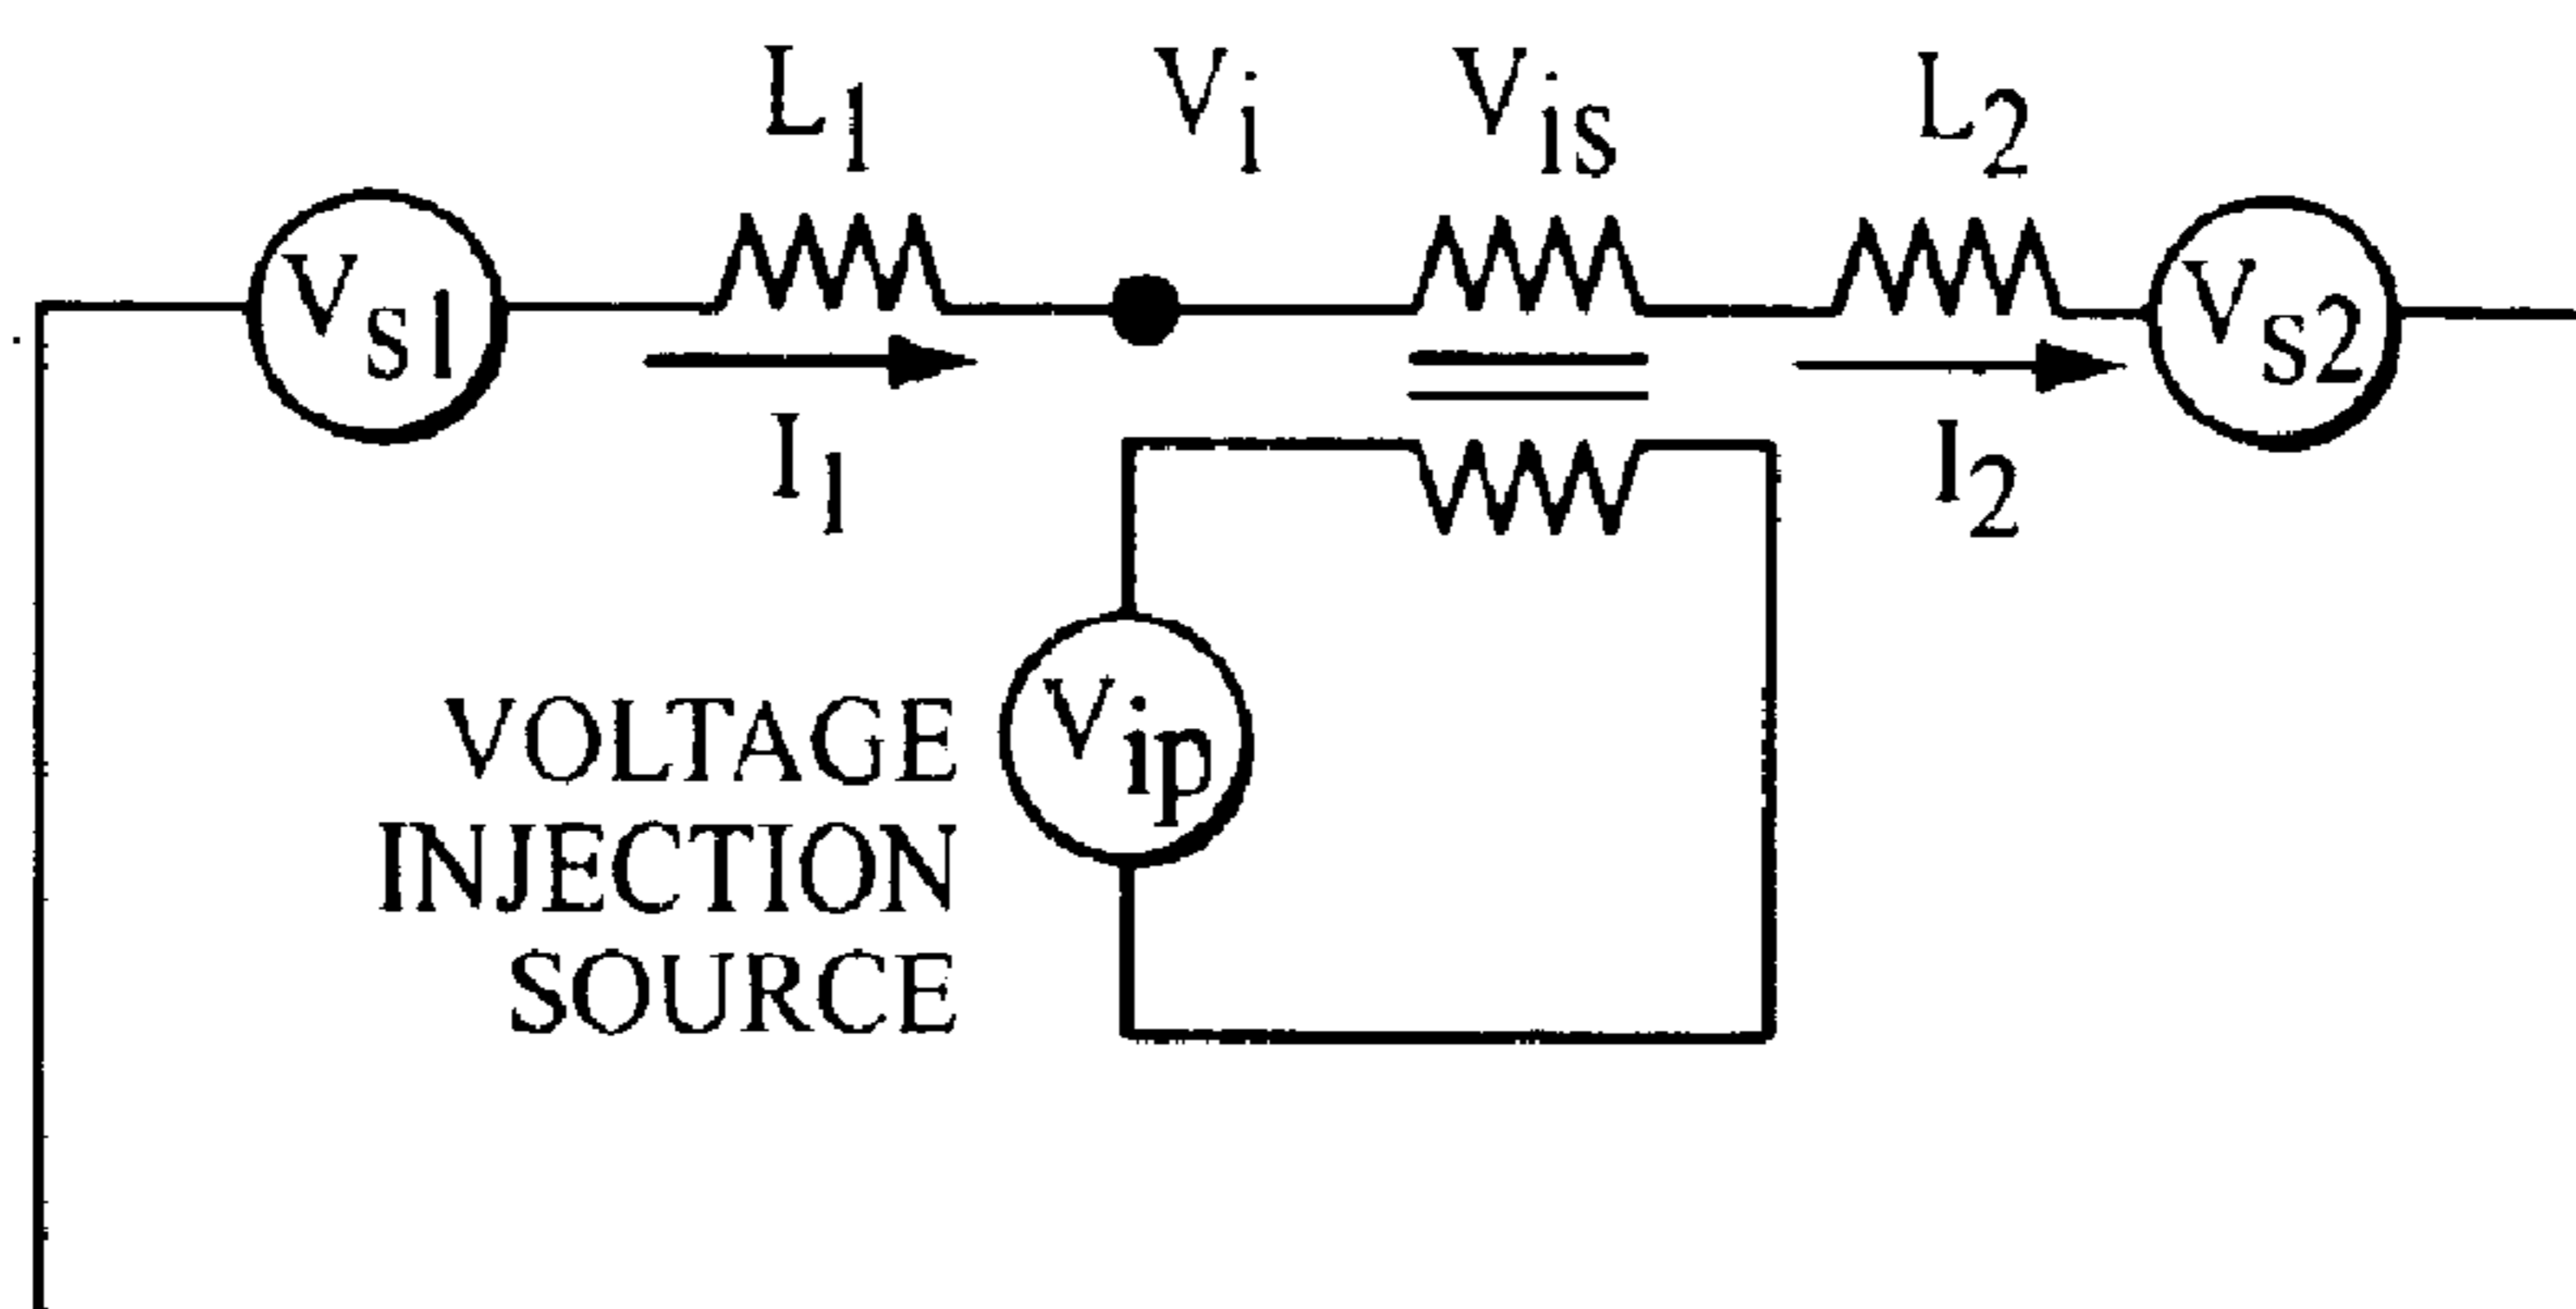 L1
Vi
Vis
L2
Vs1
Vs2
I1
I2
VOLTAGE
INJECTION
SOURCE
Vip